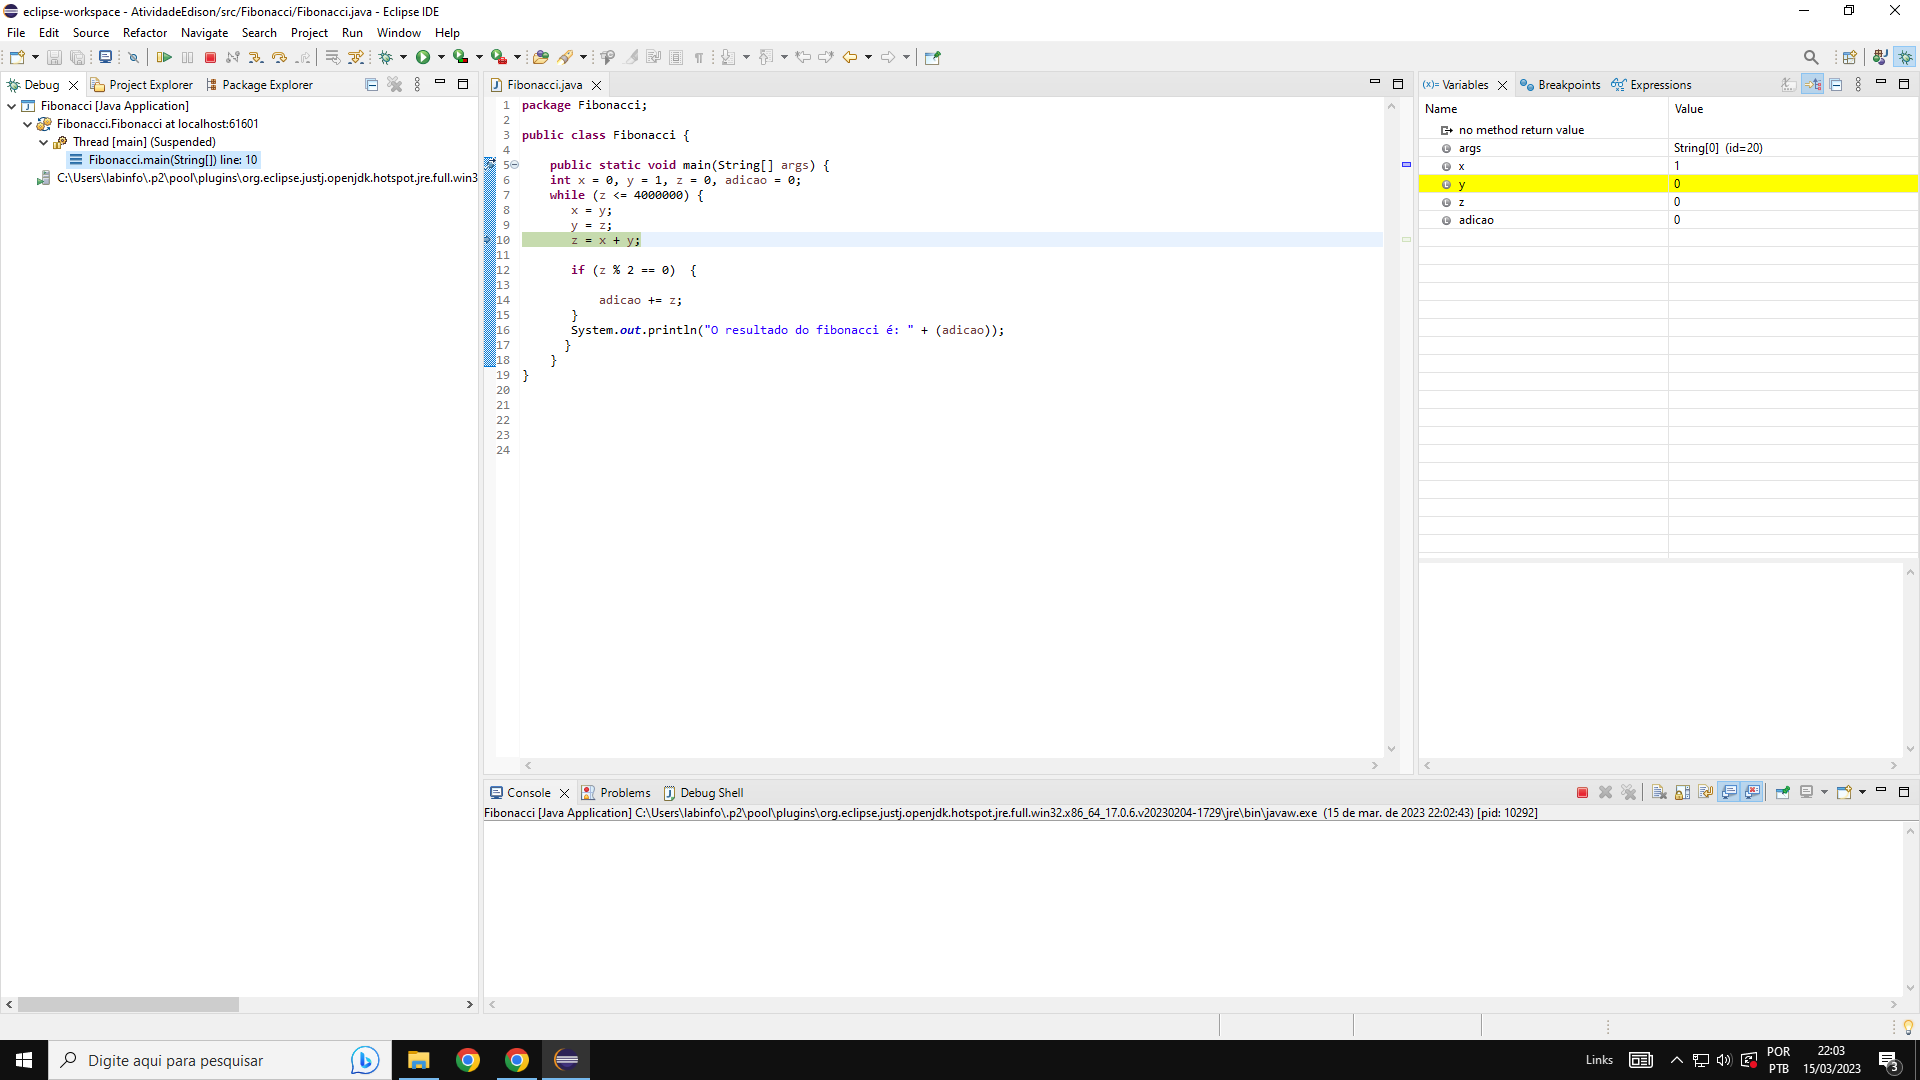 eclipse-workspace - AtividadeEdison/src/Fibonacci/Fibonacci.java - Eclipse IDE
File Edit Source Refactor Navigate Search Project Run Window Help
Debug Project Explorer Package Explorer
Fibonacci [Java Application]
Fibonacci.Fibonacci at localhost:61601
Thread [main] (Suspended)
Fibonacci.main(String[]) line: 10
C:\Users\labinfo\.p2\pool\plugins\org.eclipse.justj.openjdk.hotspot.jre.full.win3
Fibonacci.java
1 package Fibonacci;
2
3 public class Fibonacci {
4
5 public static void main(String[] args) {
6 int x = 0, y = 1, z = 0, adicao = 0;
7 while (z <= 4000000) {
8 x = y;
9 y = z;
10 z = x + y;
11
12 if (z % 2 == 0)  {
13
14 adicao += z;
15 }
16 System.out.println("O resultado do fibonacci é: " + (adicao));
17 }
18 }
19 }
20
21
22
23
24
(x)= Variables Breakpoints Expressions
Name Value
no method return value
args String[0] (id=20)
x 1
y 0
z 0
adicao 0
Console Problems Debug Shell
Fibonacci [Java Application] C:\Users\labinfo\.p2\pool\plugins\org.eclipse.justj.openjdk.hotspot.jre.full.win32.x86_64_17.0.6.v20230204-1729\jre\bin\javaw.exe (15 de mar. de 2023 22:02:43) [pid: 10292]
Digite aqui para pesquisar
Links
POR
PTB
22:03
15/03/2023
3